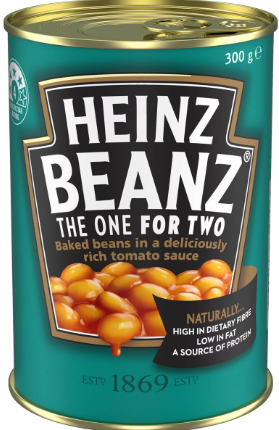 300 g ℮
HEINZ
BEANZ®
THE ONE FOR TWO
Baked beans in a deliciously
rich tomato sauce
NATURALLY...
HIGH IN DIETARY FIBRE
LOW IN FAT
A SOURCE OF PROTEIN
ESTD 1869 ESTD